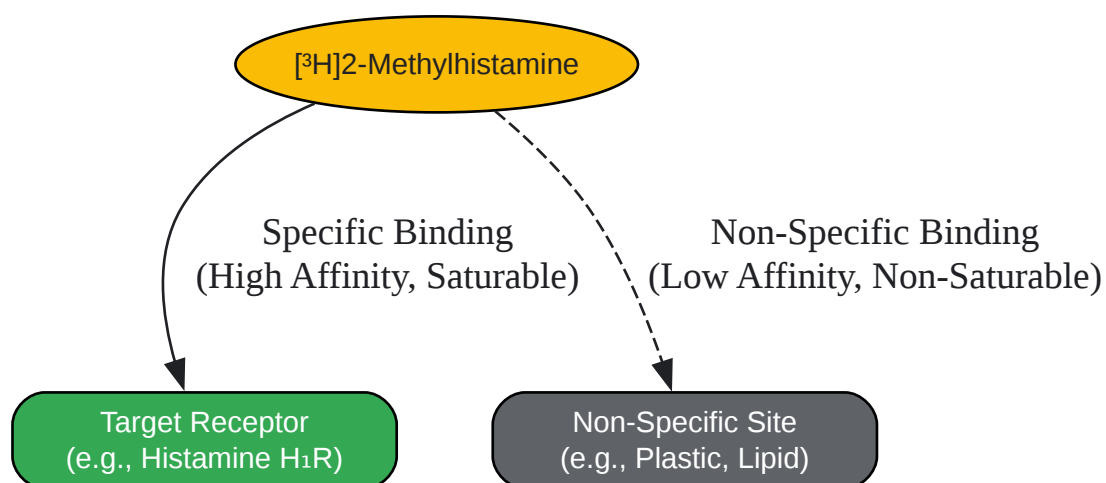 [³H]2-Methylhistamine
Specific Binding
(High Affinity, Saturable)
Non-Specific Binding
(Low Affinity, Non-Saturable)
Target Receptor
(e.g., Histamine H₁R)
Non-Specific Site
(e.g., Plastic, Lipid)